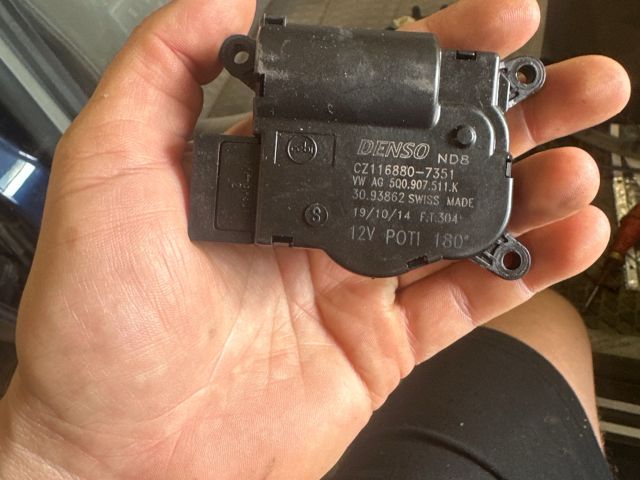 DENSO ND8
CZ116880-7351
VW AG 5Q0.907.511.K
30.93862 SWISS MADE
19/10/14 F.T.304
12V POTI 180°
S